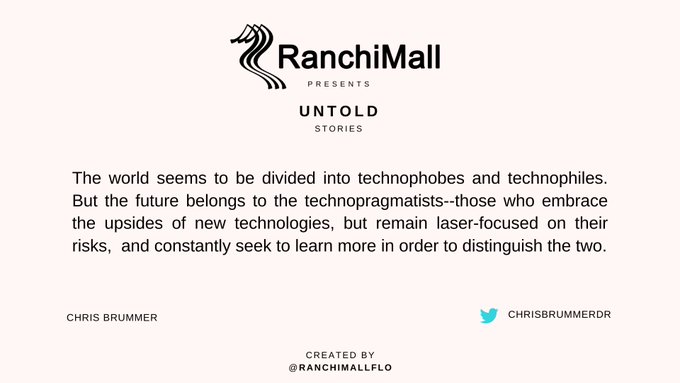 RanchiMall
PRESENTS
UNTOLD
STORIES
The world seems to be divided into technophobes and technophiles.
But the future belongs to the technopragmatists--those who embrace
the upsides of new technologies, but remain laser-focused on their
risks, and constantly seek to learn more in order to distinguish the two.
CHRIS BRUMMER
CHRISBRUMMERDR
CREATED BY
@RANCHIMALLFLO